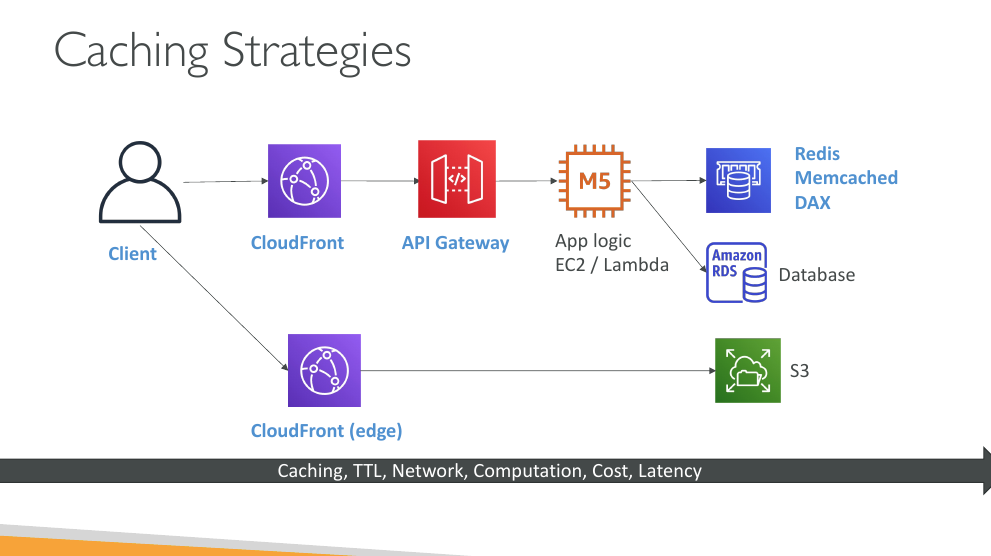 Caching Strategies
Client
CloudFront
</>
API Gateway
M5
App logic
EC2 / Lambda
Redis
Memcached
DAX
Amazon
RDS
Database
CloudFront (edge)
S3
Caching, TTL, Network, Computation, Cost, Latency